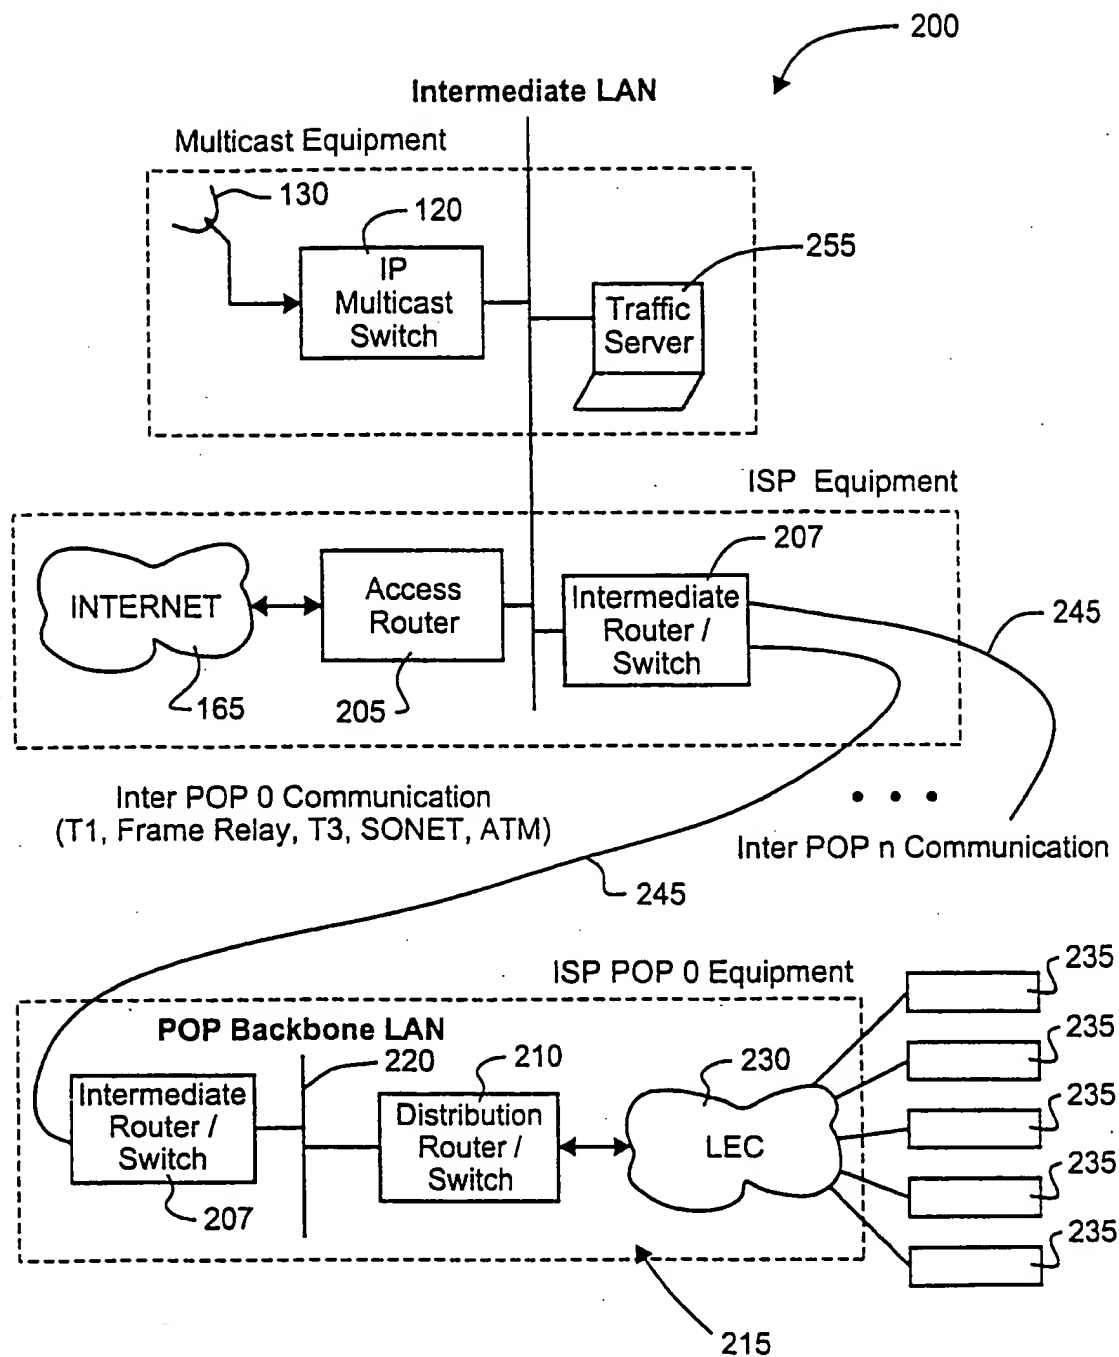 200
Intermediate LAN
Multicast Equipment
130
120
255
IP
Multicast
Switch
Traffic
Server
ISP Equipment
207
INTERNET
Access
Router
Intermediate
Router /
Switch
245
165
205
Inter POP 0 Communication
(T1, Frame Relay, T3, SONET, ATM)
• • •
Inter POP n Communication
245
ISP POP 0 Equipment
235
POP Backbone LAN
220
210
230
235
Intermediate
Router /
Switch
Distribution
Router /
Switch
LEC
235
235
207
235
215